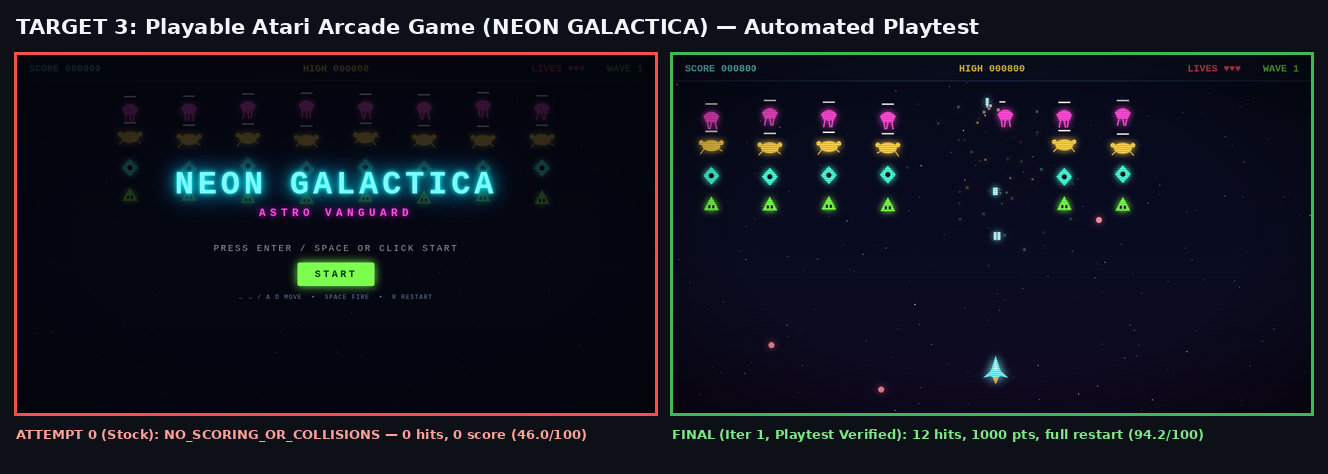 TARGET 3: Playable Atari Arcade Game (NEON GALACTICA) — Automated Playtest
SCORE 000000 HIGH 000000 LIVES ♥♥♥ WAVE 1
NEON GALACTICA
ASTRO VANGUARD
PRESS ENTER / SPACE OR CLICK START
START
/ A D MOVE • SPACE FIRE • R RESTART
SCORE 000800 HIGH 000800 LIVES ♥♥♥ WAVE 1
ATTEMPT 0 (Stock): NO_SCORING_OR_COLLISIONS — 0 hits, 0 score (46.0/100)
FINAL (Iter 1, Playtest Verified): 12 hits, 1000 pts, full restart (94.2/100)